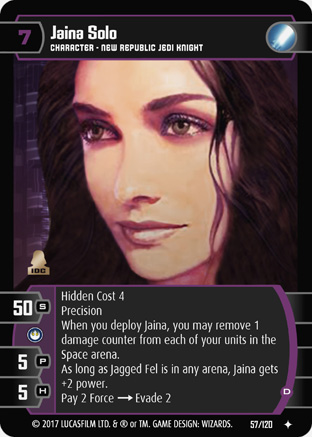 7
Jaina Solo
CHARACTER - NEW REPUBLIC JEDI KNIGHT
IDC
50 S
5 P
5 H
Hidden Cost 4
Precision
When you deploy Jaina, you may remove 1
damage counter from each of your units in the
Space arena.
As long as Jagged Fel is in any arena, Jaina gets
+2 power.
Pay 2 Force → Evade 2
D
© 2017 LUCASFILM LTD. & ® or TM. GAME DESIGN: WIZARDS.
57/120